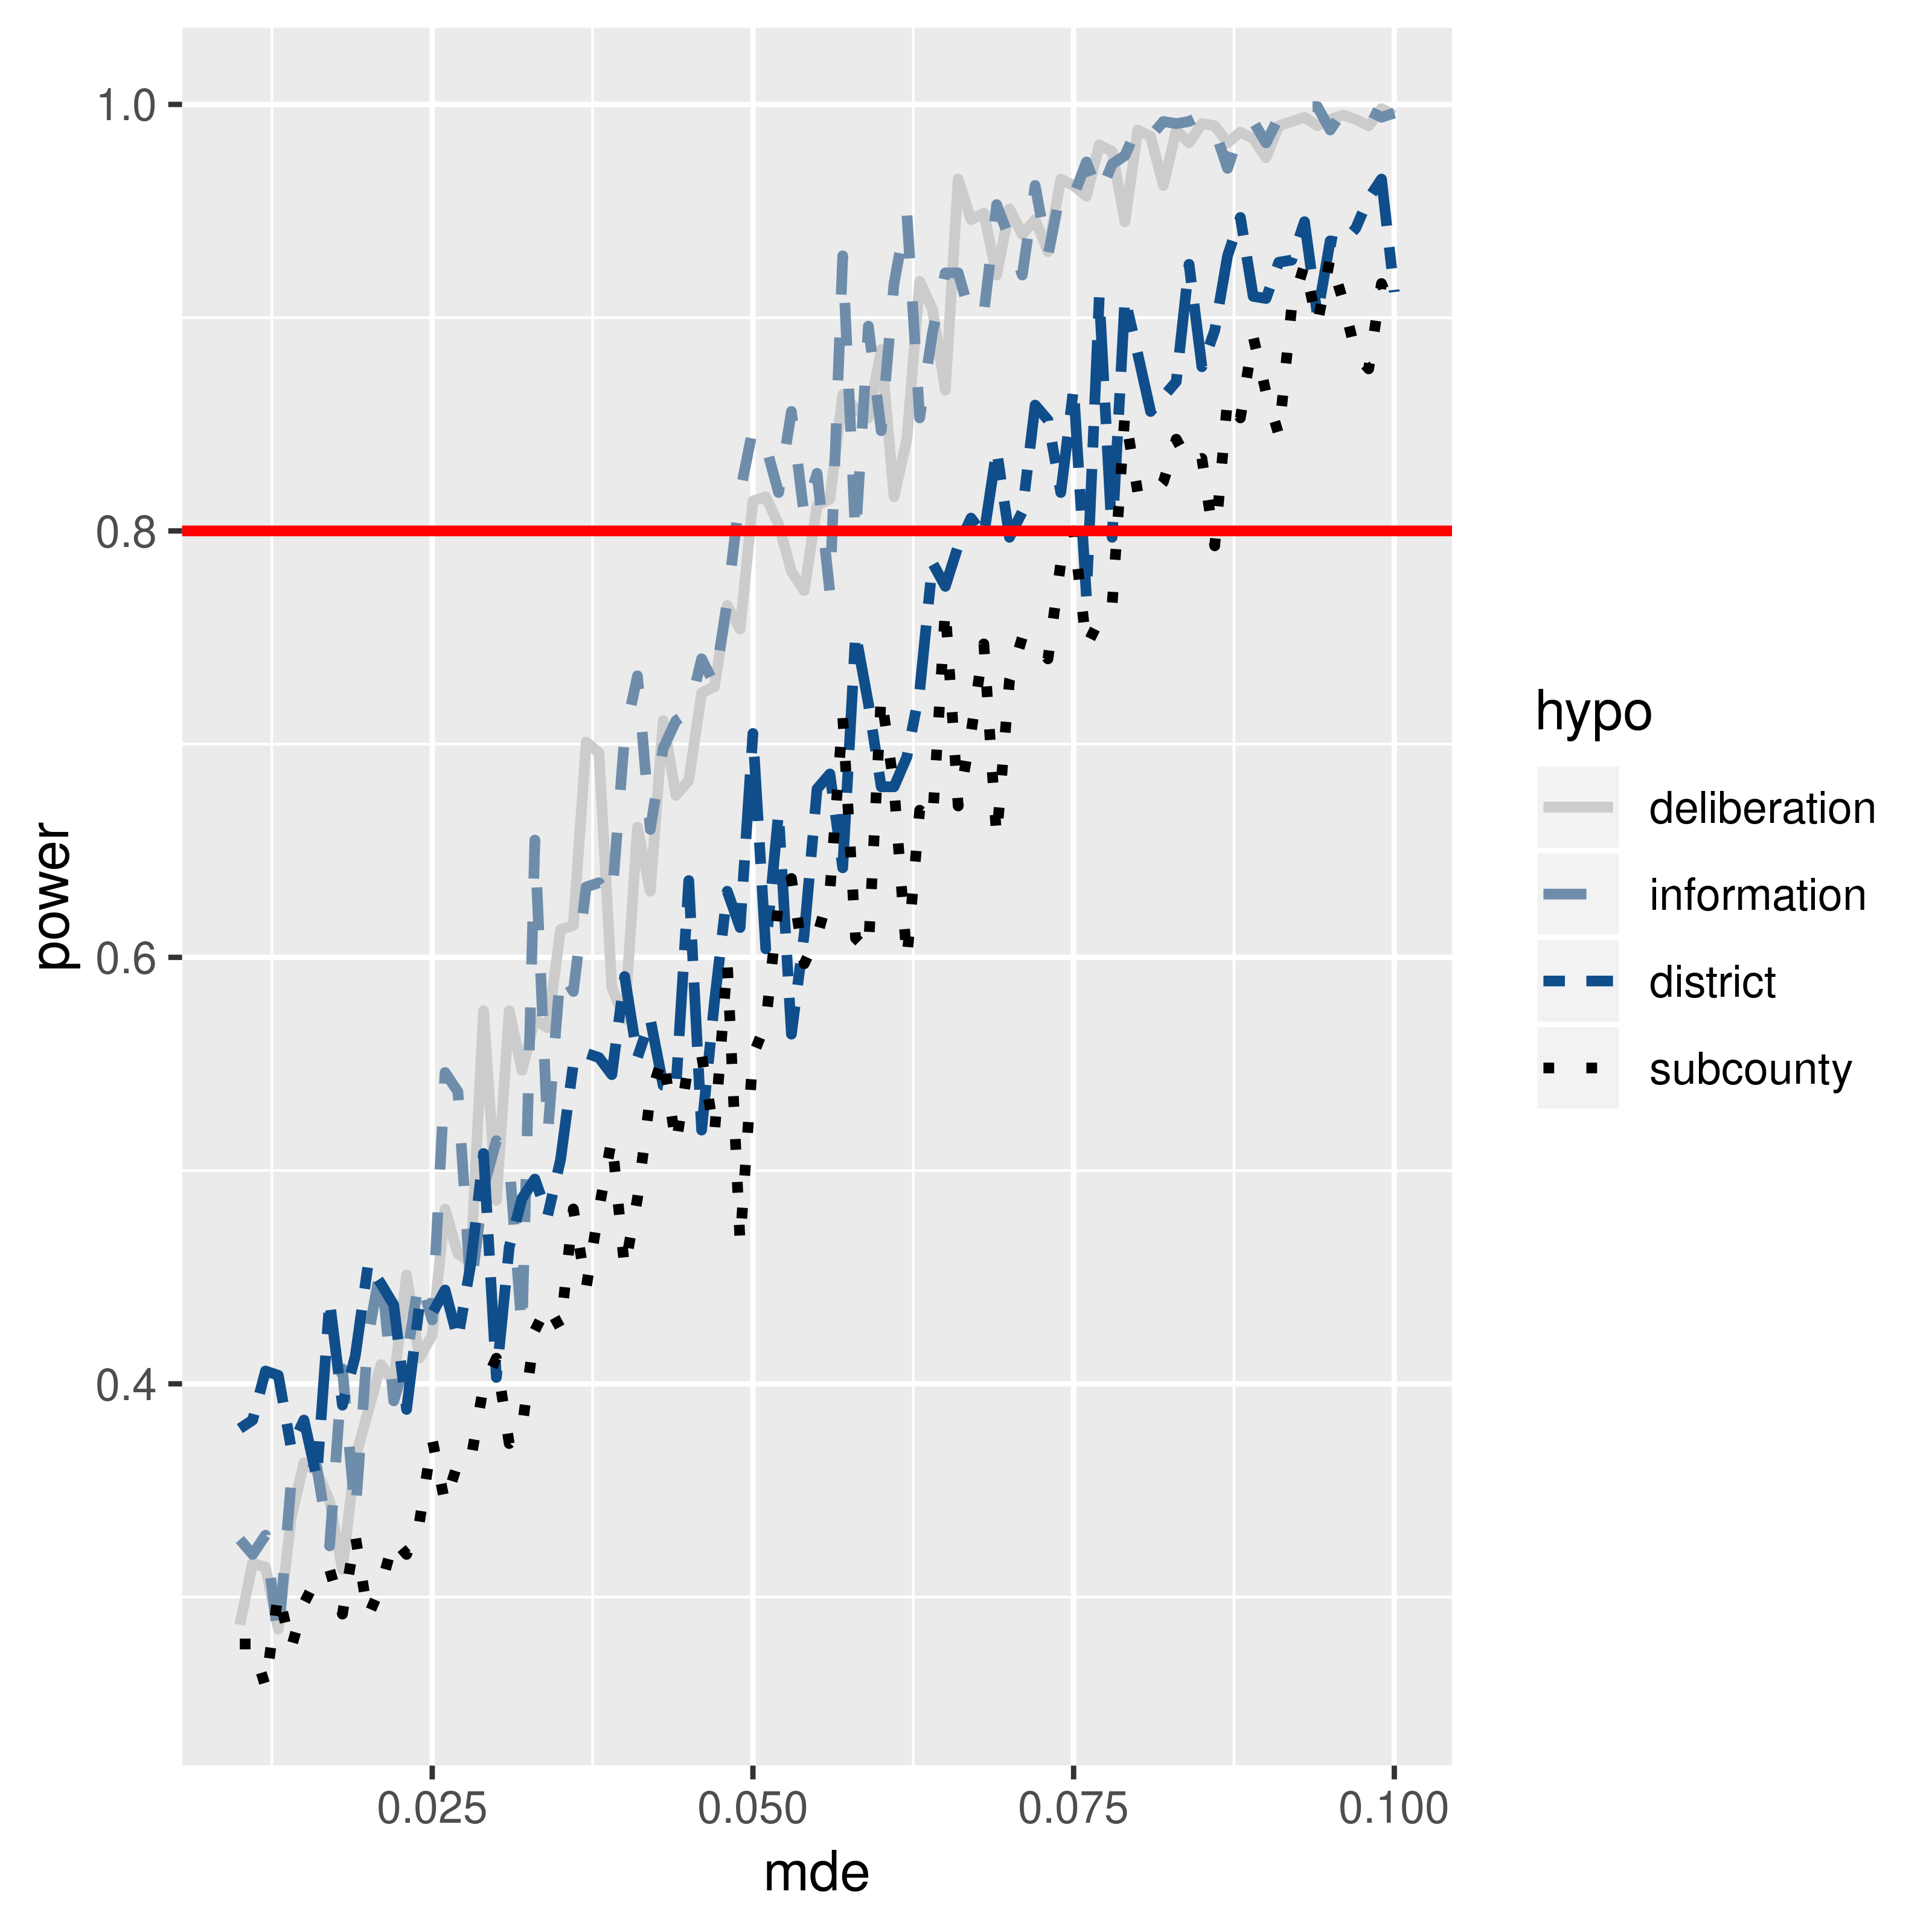 1.0
0.8
0.6
0.4
power
0.025 0.050 0.075 0.100
mde
hypo
deliberation
information
district
subcounty